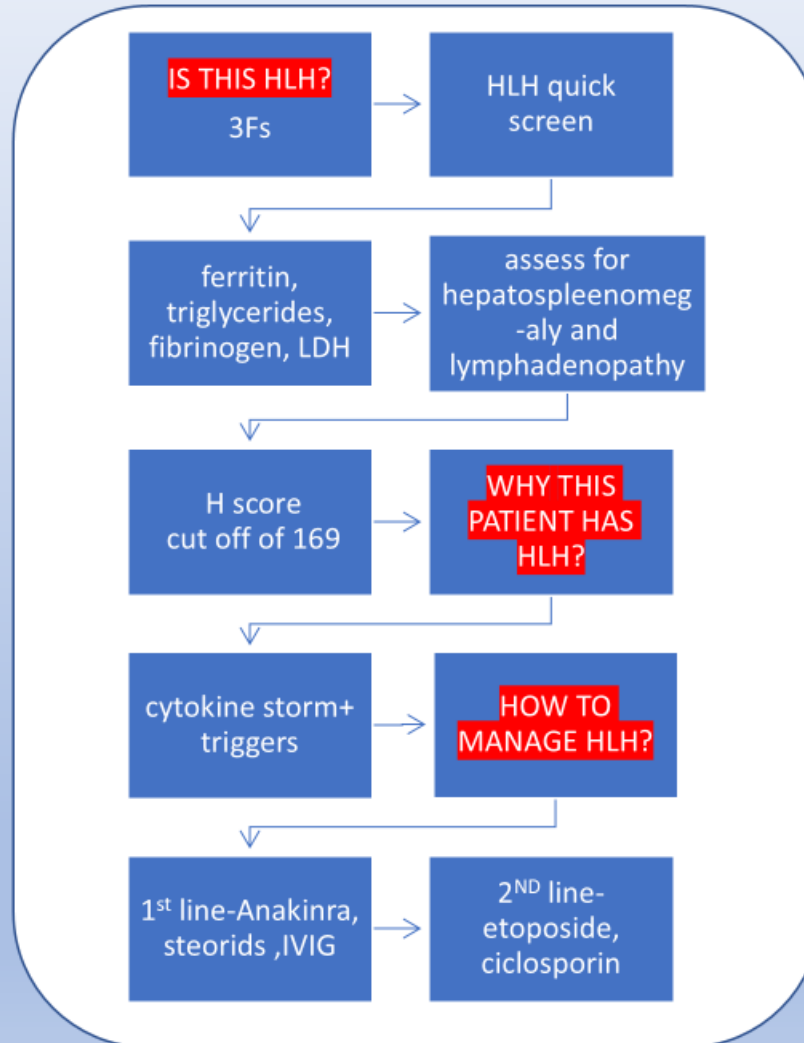 IS THIS HLH?
3Fs
HLH quick
screen
ferritin,
triglycerides,
fibrinogen, LDH
assess for
hepatospleenomeg
-aly and
lymphadenopathy
H score
cut off of 169
WHY THIS
PATIENT HAS
HLH?
cytokine storm+
triggers
HOW TO
MANAGE HLH?
1st line-Anakinra,
steorids ,IVIG
2ND line-
etoposide,
ciclosporin